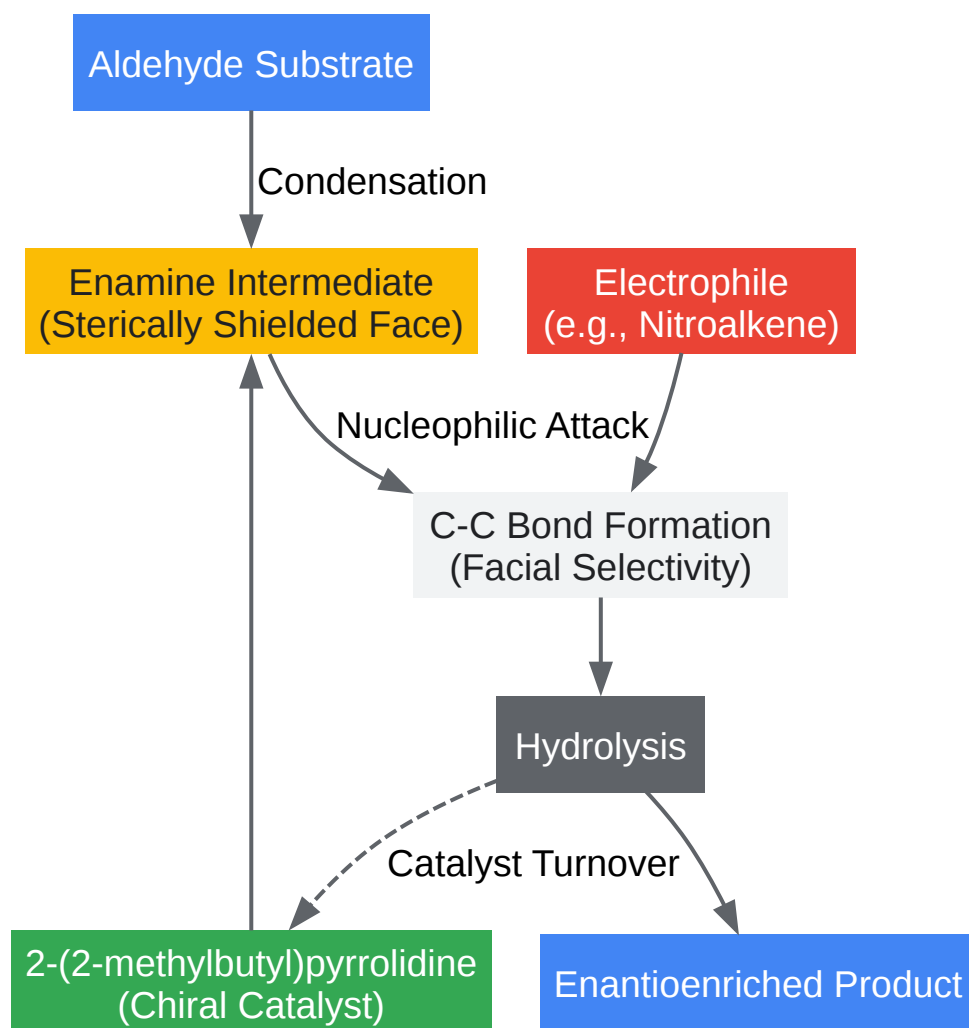 Aldehyde Substrate
Condensation
Enamine Intermediate
(Sterically Shielded Face)
Electrophile
(e.g., Nitroalkene)
Nucleophilic Attack
C-C Bond Formation
(Facial Selectivity)
Hydrolysis
Catalyst Turnover
2-(2-methylbutyl)pyrrolidine
(Chiral Catalyst)
Enantioenriched Product